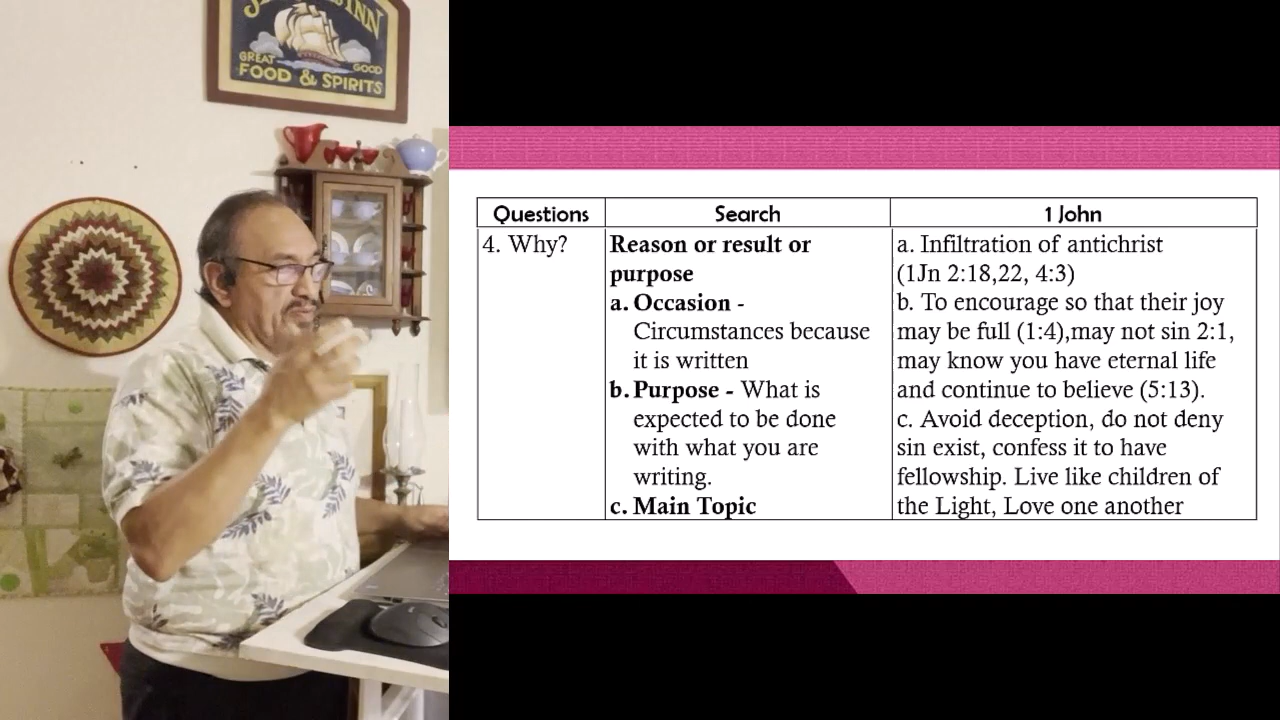 INN
GREAT GOOD
FOOD & SPIRITS
Questions Search 1 John
4. Why? Reason or result or a. Infiltration of antichrist
purpose (1Jn 2:18,22, 4:3)
a. Occasion - b. To encourage so that their joy
Circumstances because may be full (1:4),may not sin 2:1,
it is written may know you have eternal life
b. Purpose - What is and continue to believe (5:13).
expected to be done c. Avoid deception, do not deny
with what you are sin exist, confess it to have
writing. fellowship. Live like children of
c. Main Topic the Light, Love one another